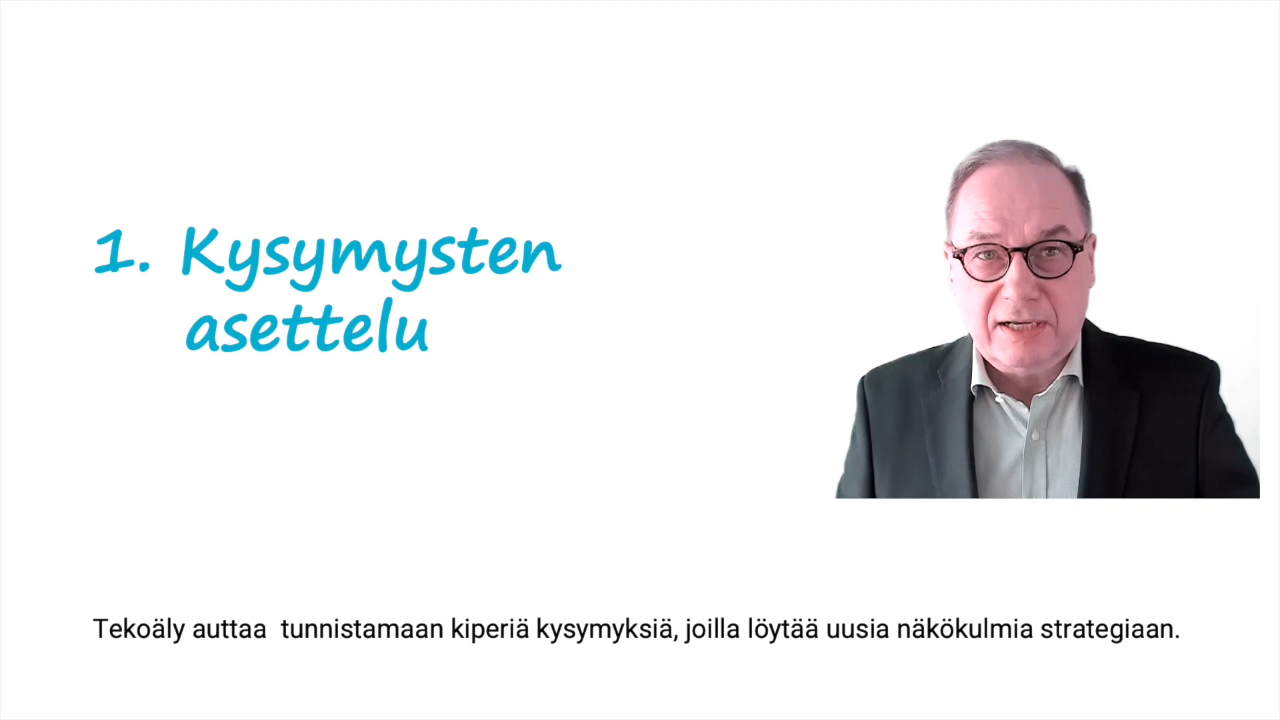 1. Kysymysten
asettelu
Tekoäly auttaa  tunnistamaan kiperiä kysymyksiä, joilla löytää uusia näkökulmia strategiaan.